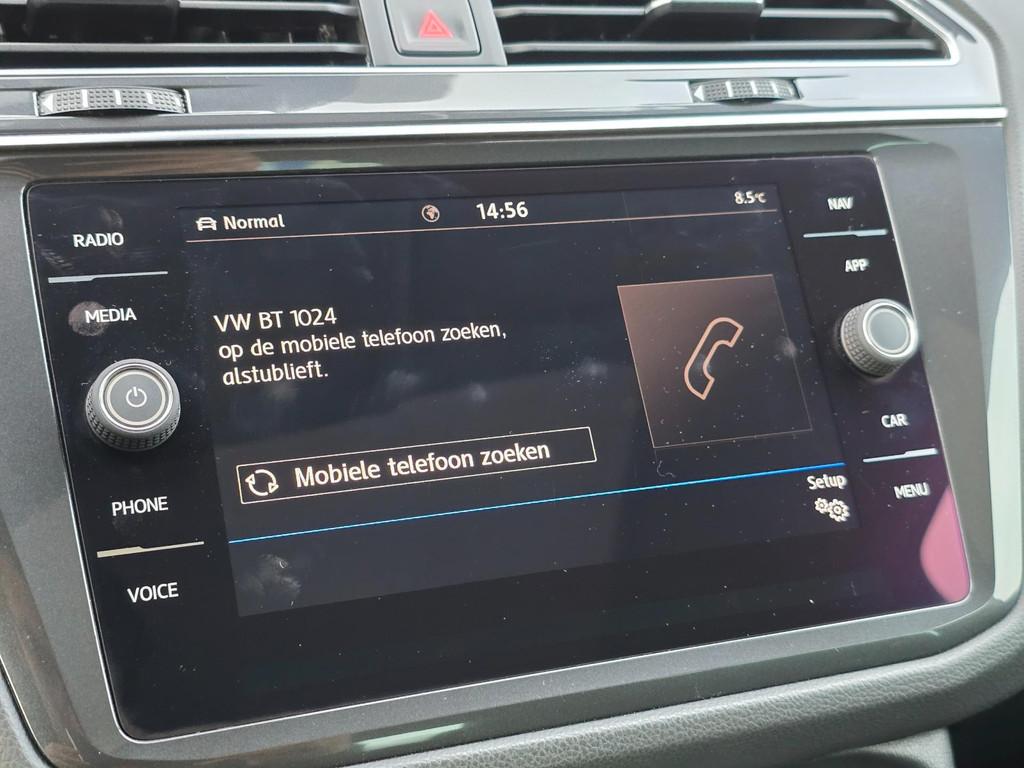 Normal
14:56
8.5°C
NAV
RADIO
APP
MEDIA
VW BT 1024
op de mobiele telefoon zoeken,
alstublieft.
CAR
Mobiele telefoon zoeken
Setup
PHONE
MENU
VOICE